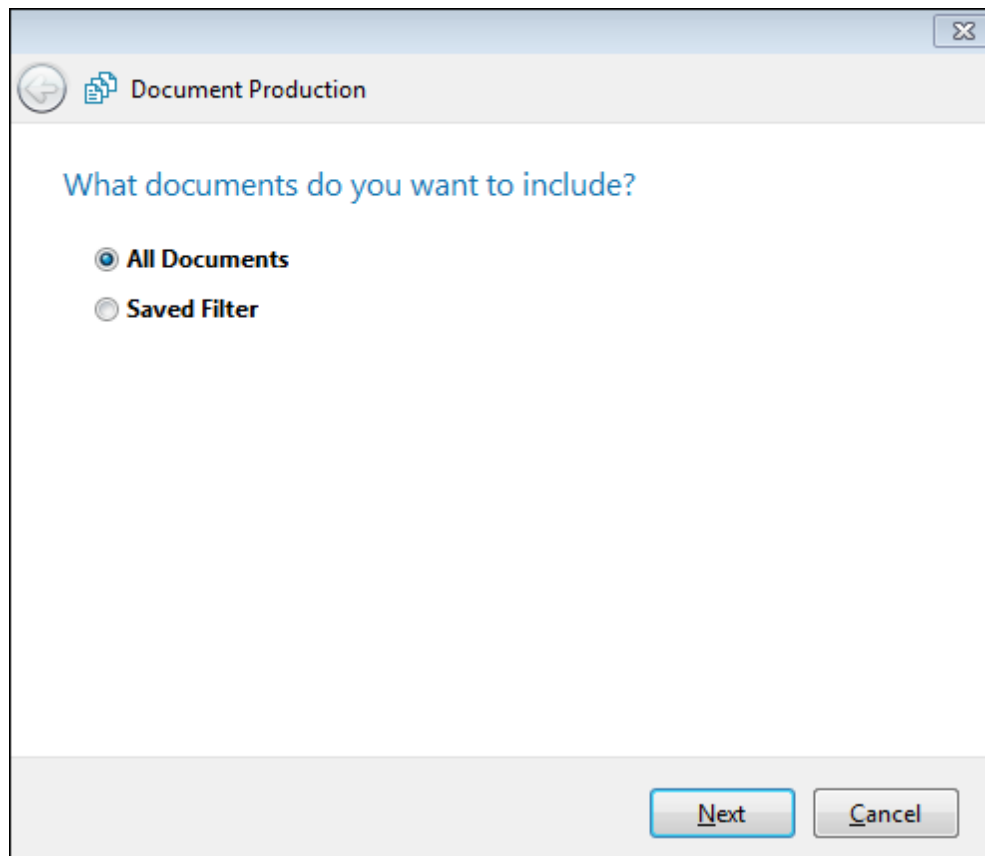 Document Production
What documents do you want to include?
All Documents
Saved Filter
Next Cancel